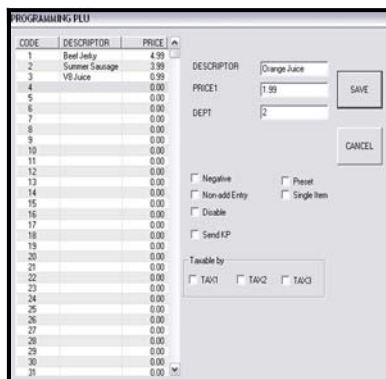 PROGRAMMING PLU
CODE DESCRIPTOR PRICE
1 Beef Jerky 4.99
2 Summer Sausage 3.99
3 V8 Juice 0.99
4 0.00
5 0.00
6 0.00
7 0.00
8 0.00
9 0.00
10 0.00
11 0.00
12 0.00
13 0.00
14 0.00
15 0.00
16 0.00
17 0.00
18 0.00
19 0.00
20 0.00
21 0.00
22 0.00
23 0.00
24 0.00
25 0.00
26 0.00
27 0.00
28 0.00
29 0.00
30 0.00
31 0.00
DESCRIPTOR Orange Juice
PRICE1 1.99
DEPT 2
SAVE
CANCEL
Negative Preset
Non-add Entry Single Item
Disable
Send KP
Taxable by
TAX1 TAX2 TAX3